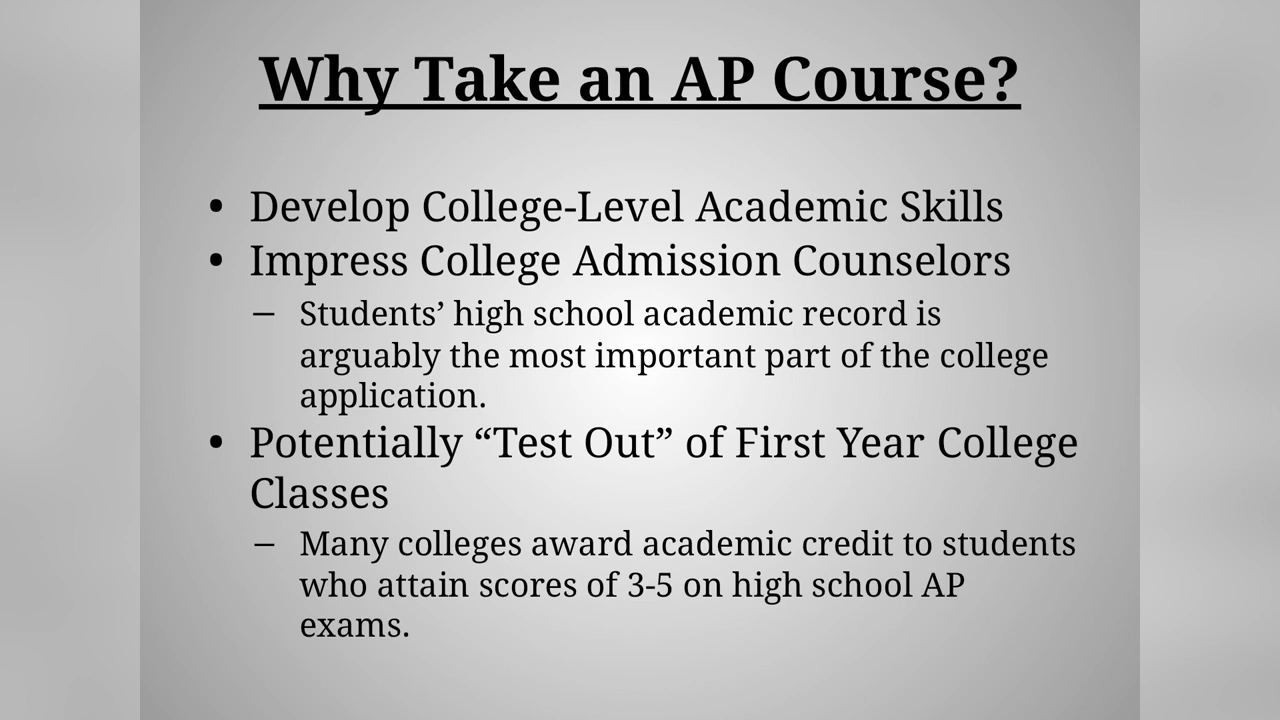 Why Take an AP Course?
• Develop College-Level Academic Skills
• Impress College Admission Counselors
– Students’ high school academic record is
arguably the most important part of the college
application.
• Potentially “Test Out” of First Year College
Classes
– Many colleges award academic credit to students
who attain scores of 3-5 on high school AP
exams.